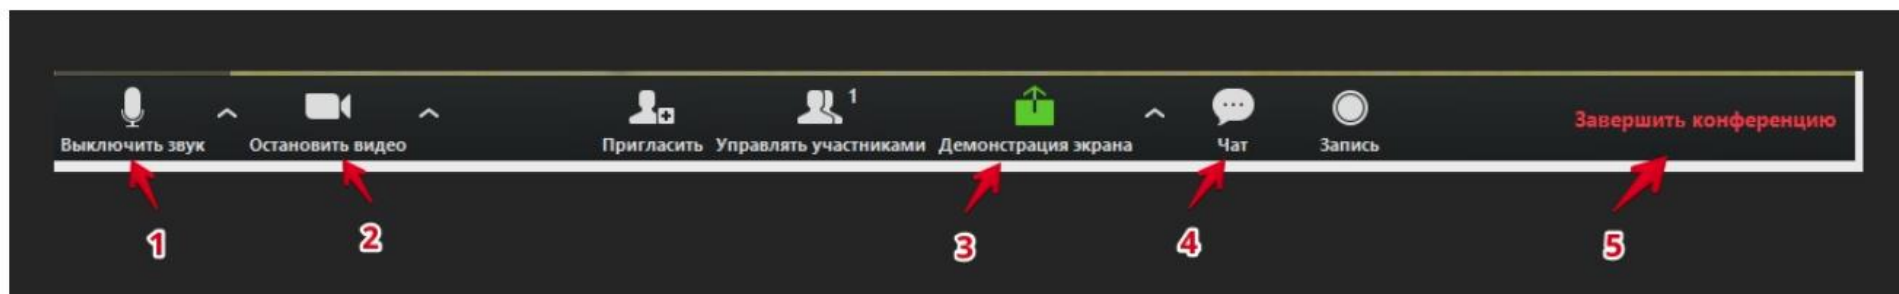 1
Выключить звук
Остановить видео
Пригласить
Управлять участниками
Демонстрация экрана
Чат
Запись
Завершить конференцию
1
2
3
4
5